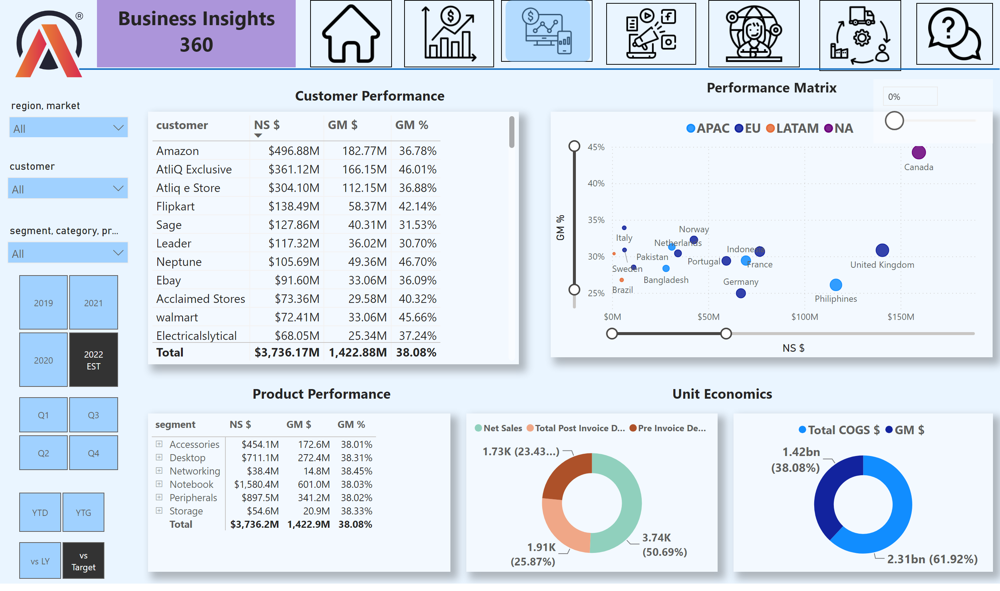 ®
Business Insights
360
region, market
All
customer
All
segment, category, pr...
All
2019
2021
2020
2022
EST
Q1
Q3
Q2
Q4
YTD
YTG
vs LY
vs
Target
Customer Performance
customer NS $ GM $ GM %
Amazon $496.88M 182.77M 36.78%
AtliQ Exclusive $361.12M 166.15M 46.01%
Atliq e Store $304.10M 112.15M 36.88%
Flipkart $138.49M 58.37M 42.14%
Sage $127.86M 40.31M 31.53%
Leader $117.32M 36.02M 30.70%
Neptune $105.69M 49.36M 46.70%
Ebay $91.60M 33.06M 36.09%
Acclaimed Stores $73.36M 29.58M 40.32%
walmart $72.41M 33.06M 45.66%
Electricalslytical $68.05M 25.34M 37.24%
Total $3,736.17M 1,422.88M 38.08%
Performance Matrix
0%
APAC EU LATAM NA
GM %
45%
40%
35%
30%
25%
Canada
Norway
Italy
Netherlands
Indonesia
Pakistan
Portugal
France
United Kingdom
Sweden
Bangladesh
Germany
Brazil
Philiphines
$0M $50M $100M $150M
NS $
Product Performance
segment NS $ GM $ GM %
Accessories $454.1M 172.6M 38.01%
Desktop $711.1M 272.4M 38.31%
Networking $38.4M 14.8M 38.45%
Notebook $1,580.4M 601.0M 38.03%
Peripherals $897.5M 341.2M 38.02%
Storage $54.6M 20.9M 38.33%
Total $3,736.2M 1,422.9M 38.08%
Unit Economics
Net Sales Total Post Invoice D... Pre Invoice De...
1.73K (23.43...)
1.91K
(25.87%)
3.74K
(50.69%)
Total COGS $ GM $
1.42bn
(38.08%)
2.31bn (61.92%)